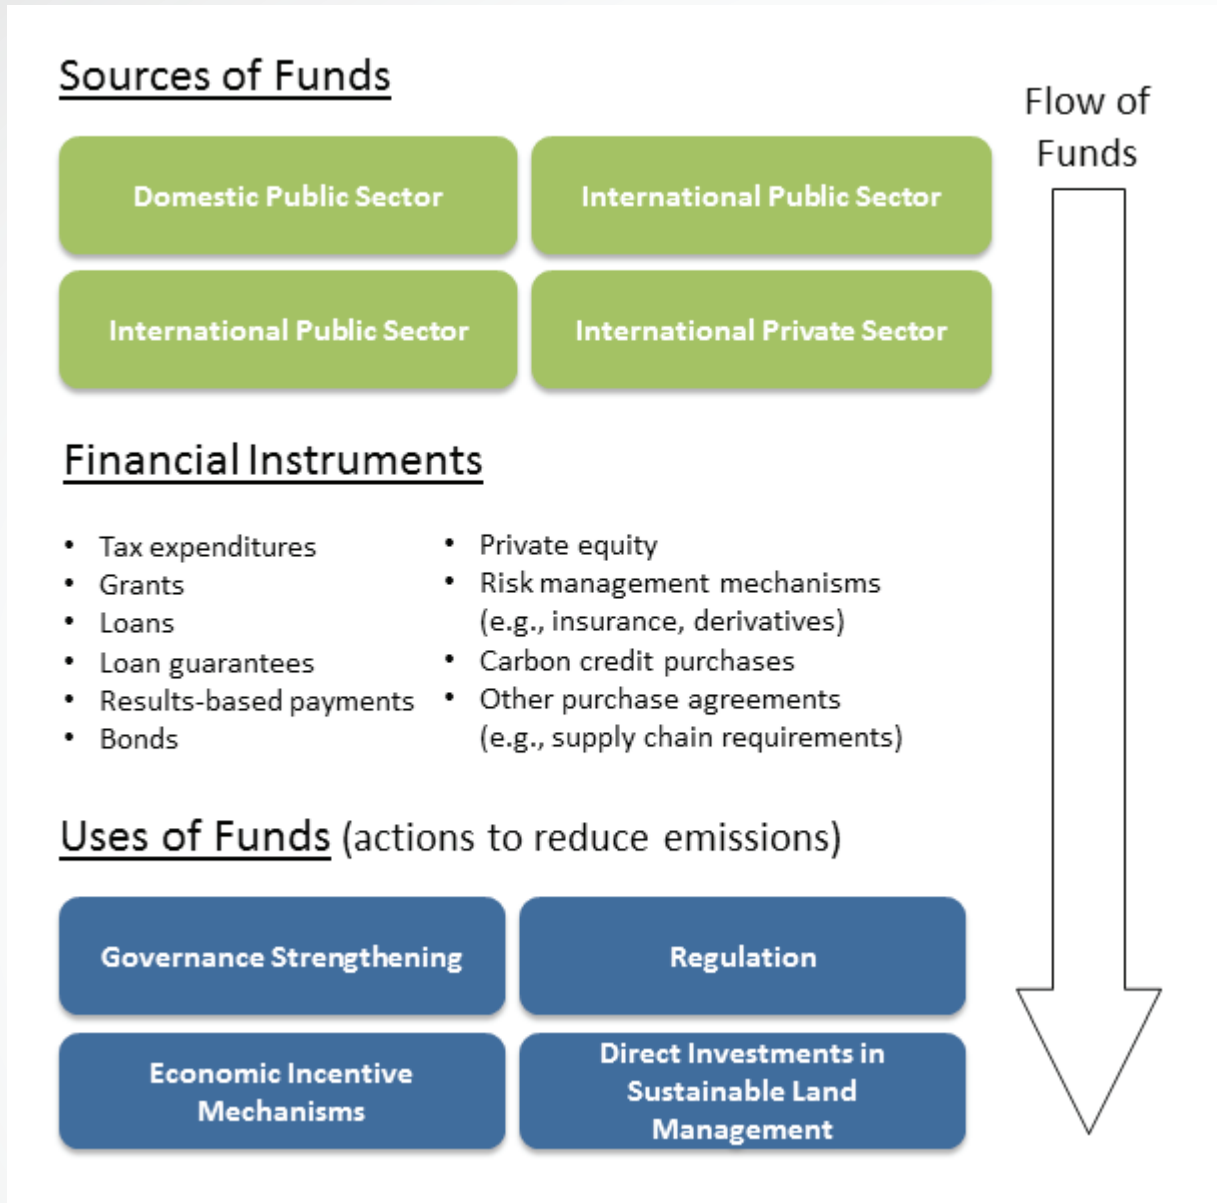 Sources of Funds
Flow of
Funds
Domestic Public Sector
International Public Sector
International Public Sector
International Private Sector
Financial Instruments
• Tax expenditures
• Grants
• Loans
• Loan guarantees
• Results-based payments
• Bonds
• Private equity
• Risk management mechanisms
(e.g., insurance, derivatives)
• Carbon credit purchases
• Other purchase agreements
(e.g., supply chain requirements)
Uses of Funds (actions to reduce emissions)
Governance Strengthening
Regulation
Economic Incentive
Mechanisms
Direct Investments in
Sustainable Land
Management